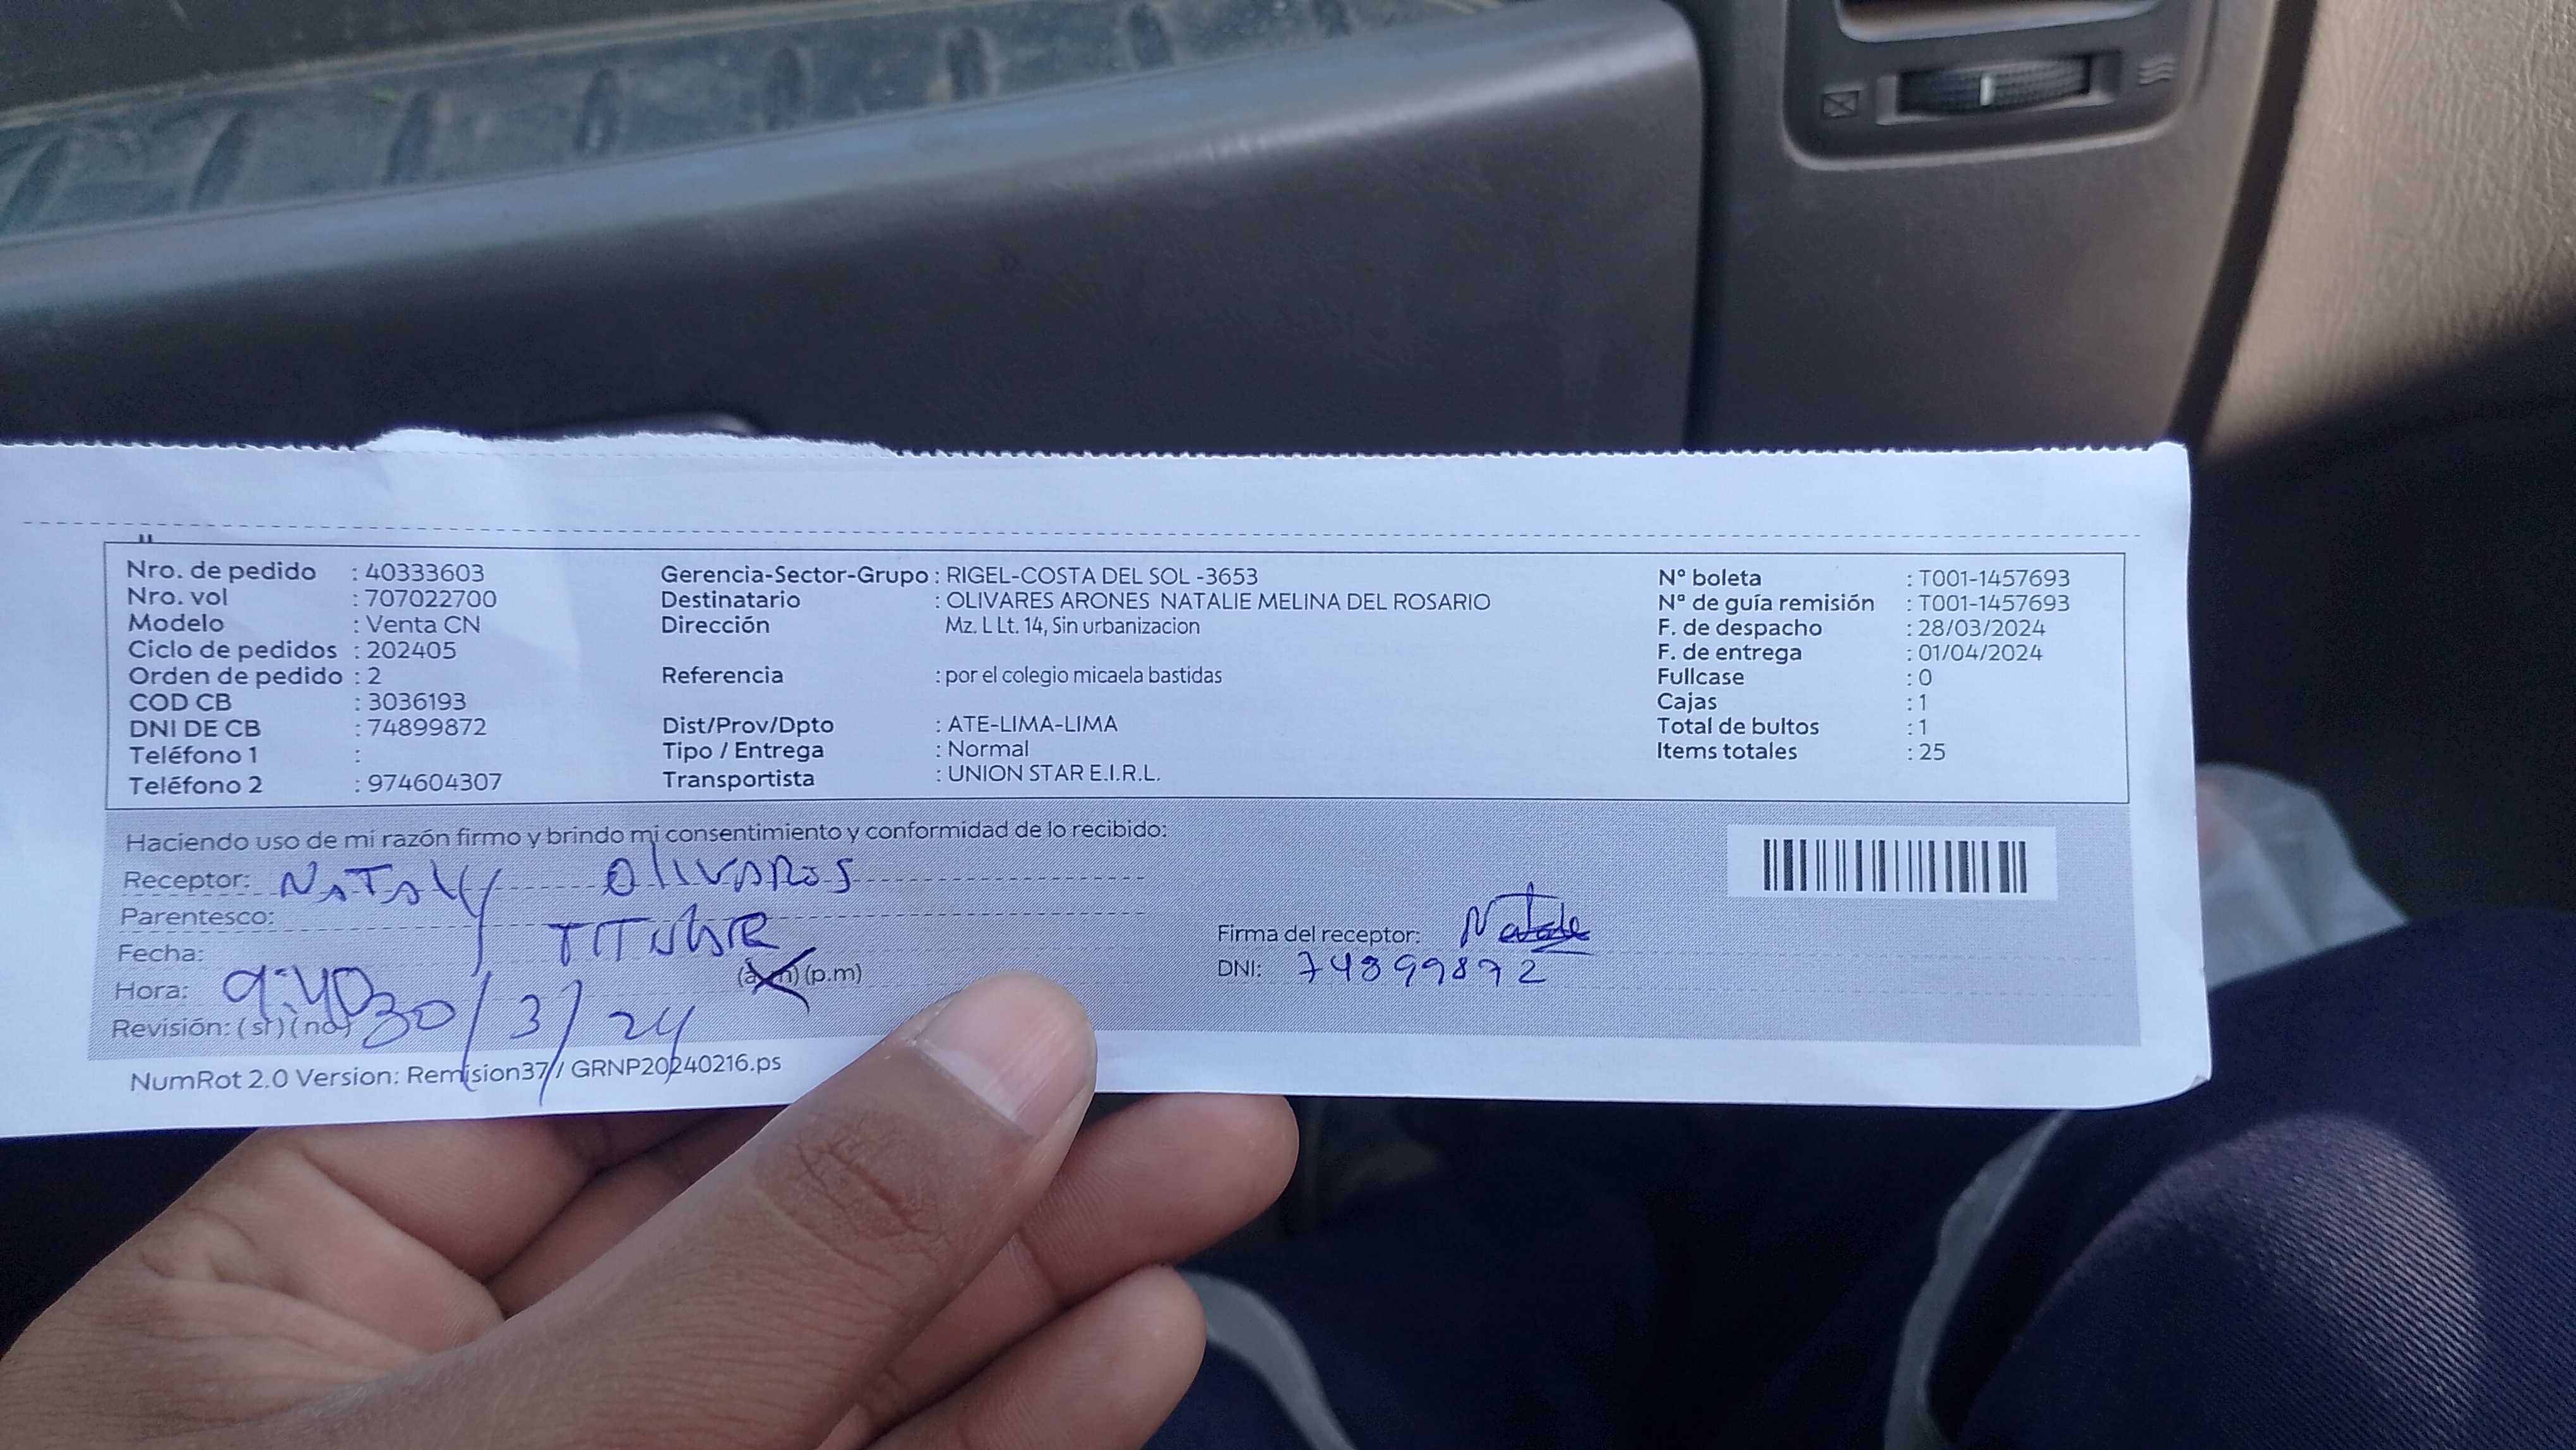 Nro. de pedido : 40333603
Nro. vol : 707022700
Modelo : Venta CN
Ciclo de pedidos : 202405
Orden de pedido : 2
COD CB : 3036193
DNI DE CB : 74899872
Teléfono 1 :
Teléfono 2 : 974604307
Gerencia-Sector-Grupo : RIGEL-COSTA DEL SOL -3653
Destinatario : OLIVARES ARONES NATALIE MELINA DEL ROSARIO
Dirección Mz. L Lt. 14, Sin urbanizacion
Referencia : por el colegio micaela bastidas
Dist/Prov/Dpto : ATE-LIMA-LIMA
Tipo / Entrega : Normal
Transportista : UNION STAR E.I.R.L.
N° boleta : T001-1457693
N° de guía remisión : T001-1457693
F. de despacho : 28/03/2024
F. de entrega : 01/04/2024
Fullcase : 0
Cajas : 1
Total de bultos : 1
Items totales : 25
Haciendo uso de mi razón firmo y brindo mi consentimiento y conformidad de lo recibido:
Receptor: NATALY OLIVARES
Parentesco: TITULAR
Fecha:
Hora: 9:40 (a.m) (p.m)
30/3/24
Revisión: (si) (no)
Firma del receptor: Natalie
DNI: 74899872
NumRot 2.0 Version: Remision37 / GRNP20240216.ps